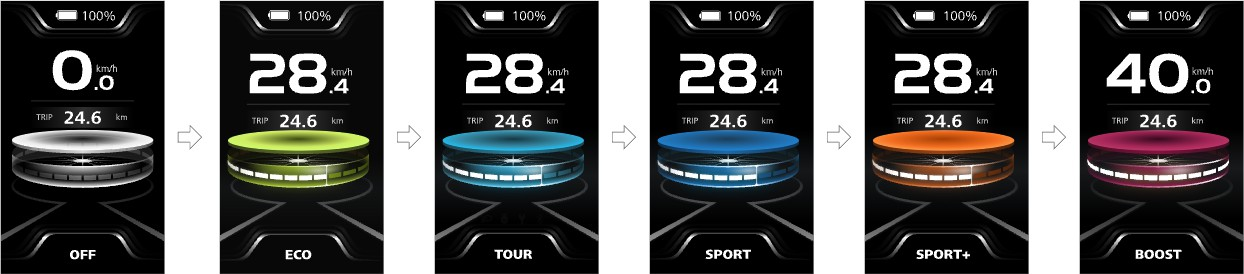 100%
0.0 km/h
TRIP 24.6 km
OFF
100%
28.4 km/h
TRIP 24.6 km
ECO
100%
28.4 km/h
TRIP 24.6 km
TOUR
100%
28.4 km/h
TRIP 24.6 km
SPORT
100%
28.4 km/h
TRIP 24.6 km
SPORT+
100%
40.0 km/h
TRIP 24.6 km
BOOST